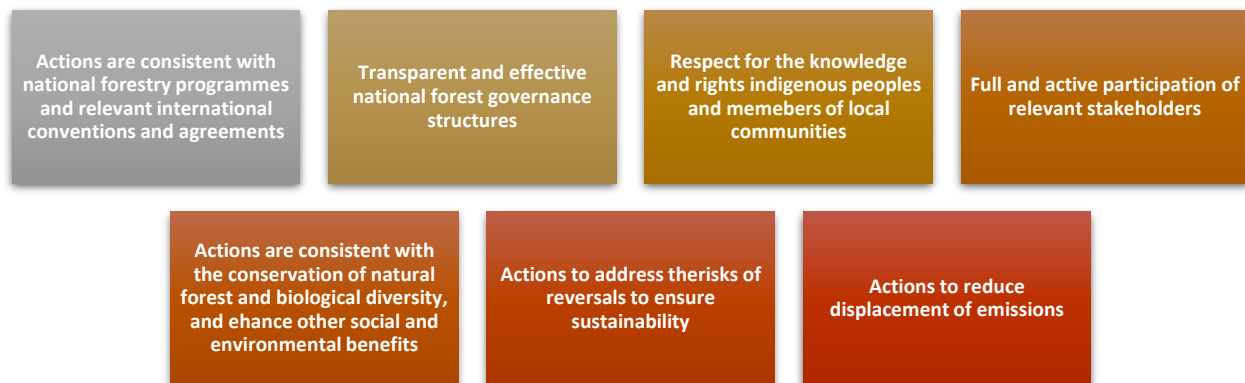 Actions are consistent with
national forestry programmes
and relevant international
conventions and agreements
Transparent and effective
national forest governance
structures
Respect for the knowledge
and rights indigenous peoples
and memebers of local
communities
Full and active participation of
relevant stakeholders
Actions are consistent with
the conservation of natural
forest and biological diversity,
and ehance other social and
environmental benefits
Actions to address therisks of
reversals to ensure
sustainability
Actions to reduce
displacement of emissions